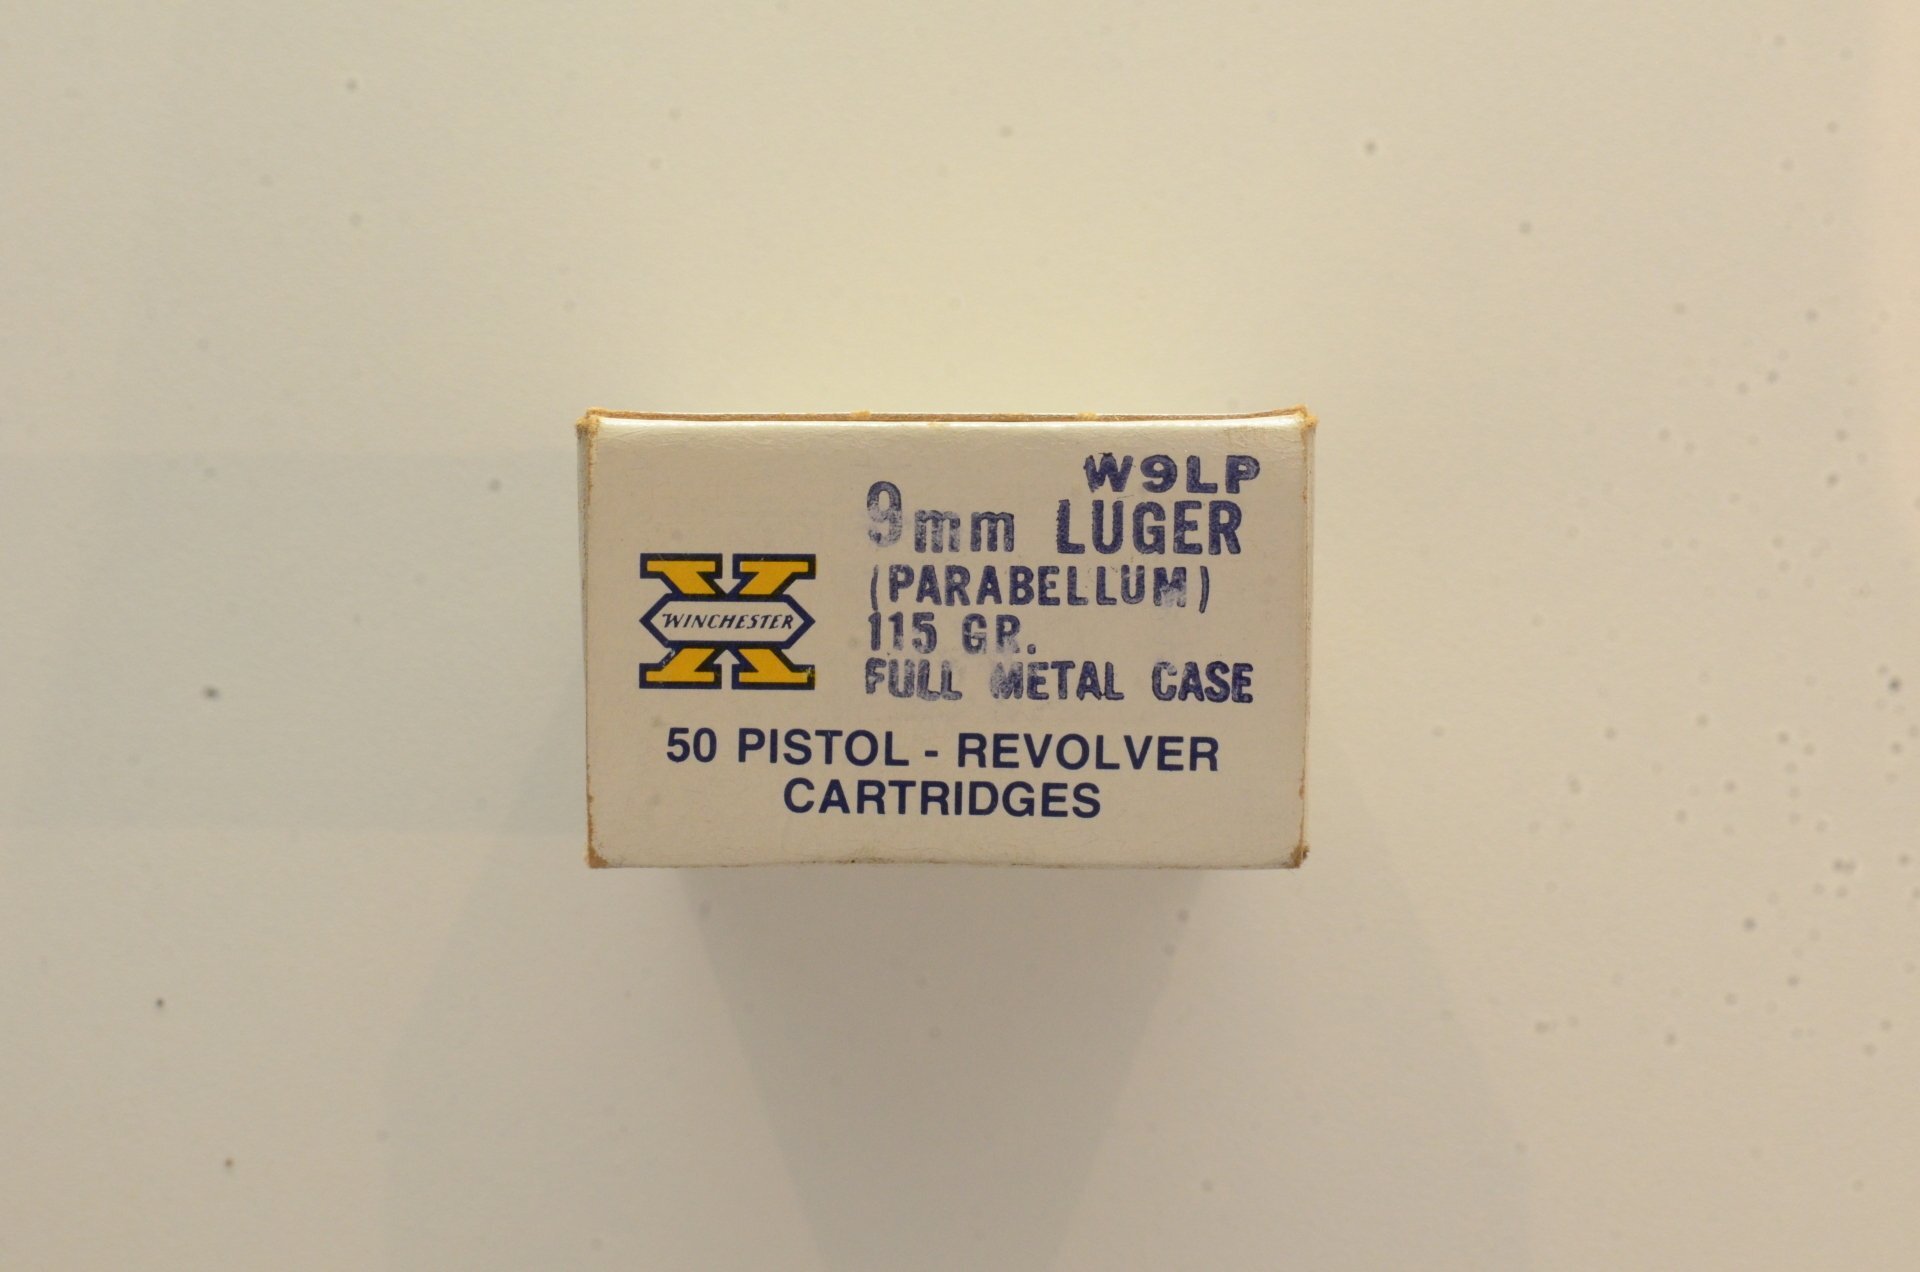 W9LP
9mm LUGER
(PARABELLUM)
115 GR.
FULL METAL CASE
WINCHESTER
50 PISTOL - REVOLVER
CARTRIDGES